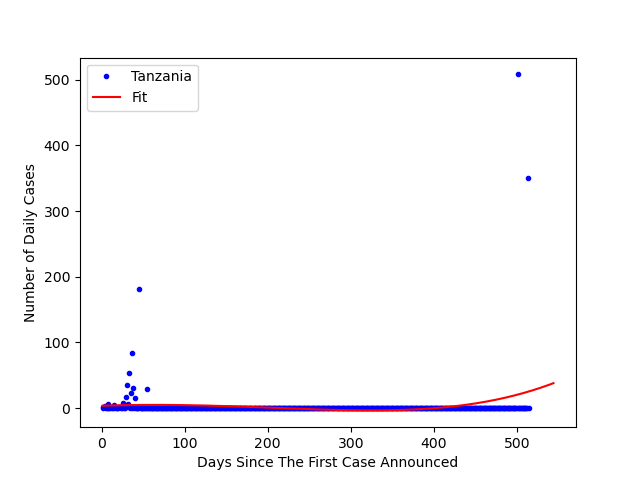 Tanzania
Fit
500
400
300
200
100
0
Number of Daily Cases
0 100 200 300 400 500
Days Since The First Case Announced